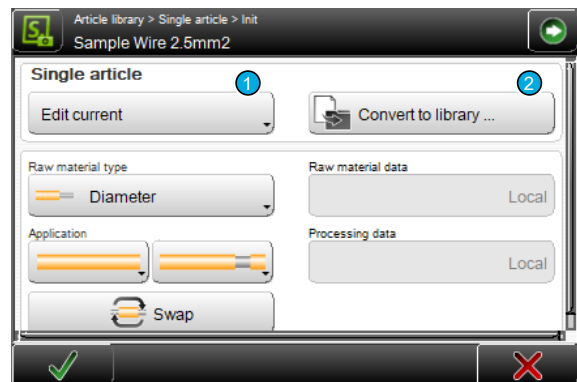 Article library > Single article > Init
Sample Wire 2.5mm2
Single article
1
2
Edit current
Convert to library ...
Raw material type
Raw material data
Diameter
Local
Application
Processing data
Local
Swap